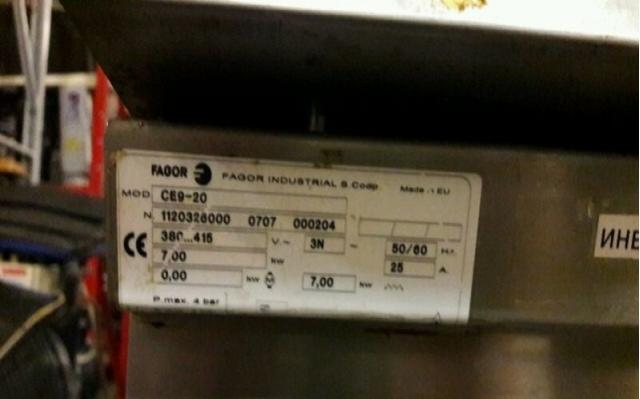 FAGOR FAGOR INDUSTRIAL S.Coop. Made in EU
MOD. CE9-20
N 1120326000 0707 000204
CE 380...415 V.~ 3N ~ 50/60 Hz
7,00 kw 25 A.
0,00 kw M 7,00 kw
P.max. 4 bar
ИНВ